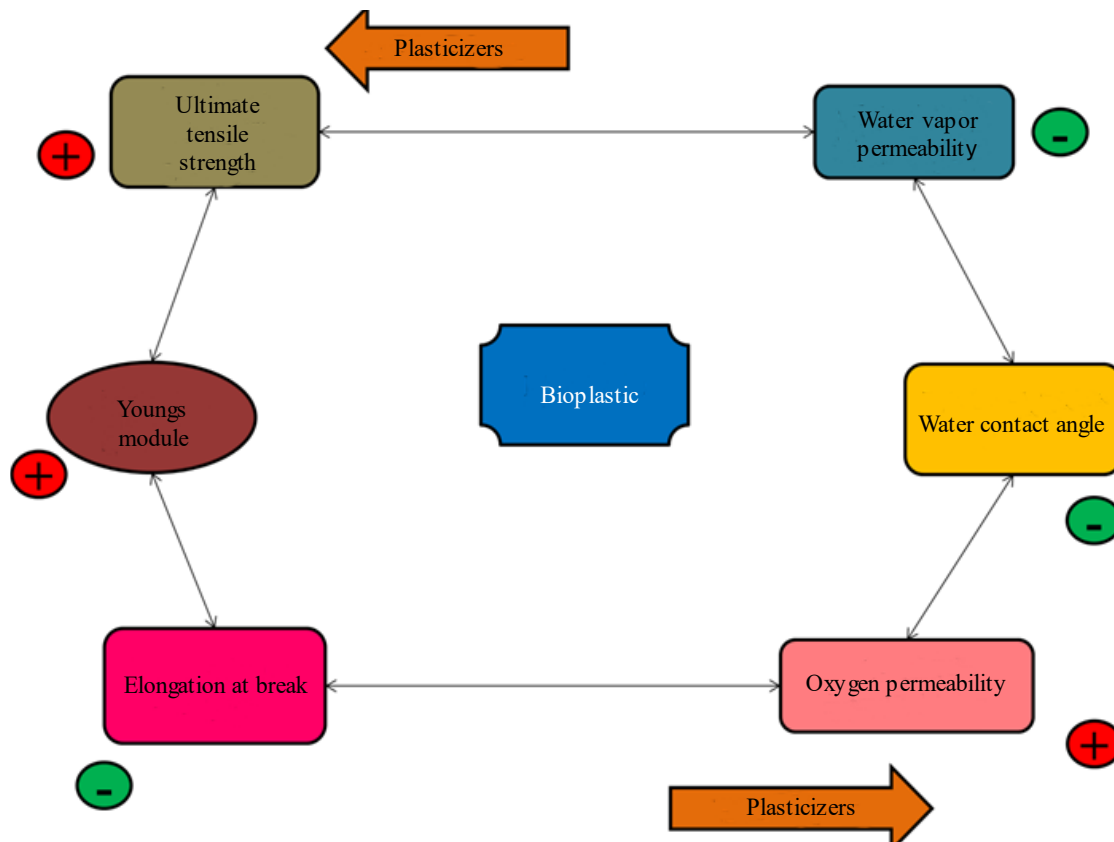 Plasticizers
Ultimate
tensile
strength
+
Water vapor
permeability
-
Youngs
module
+
Bioplastic
Water contact angle
-
Elongation at break
-
Oxygen permeability
+
Plasticizers